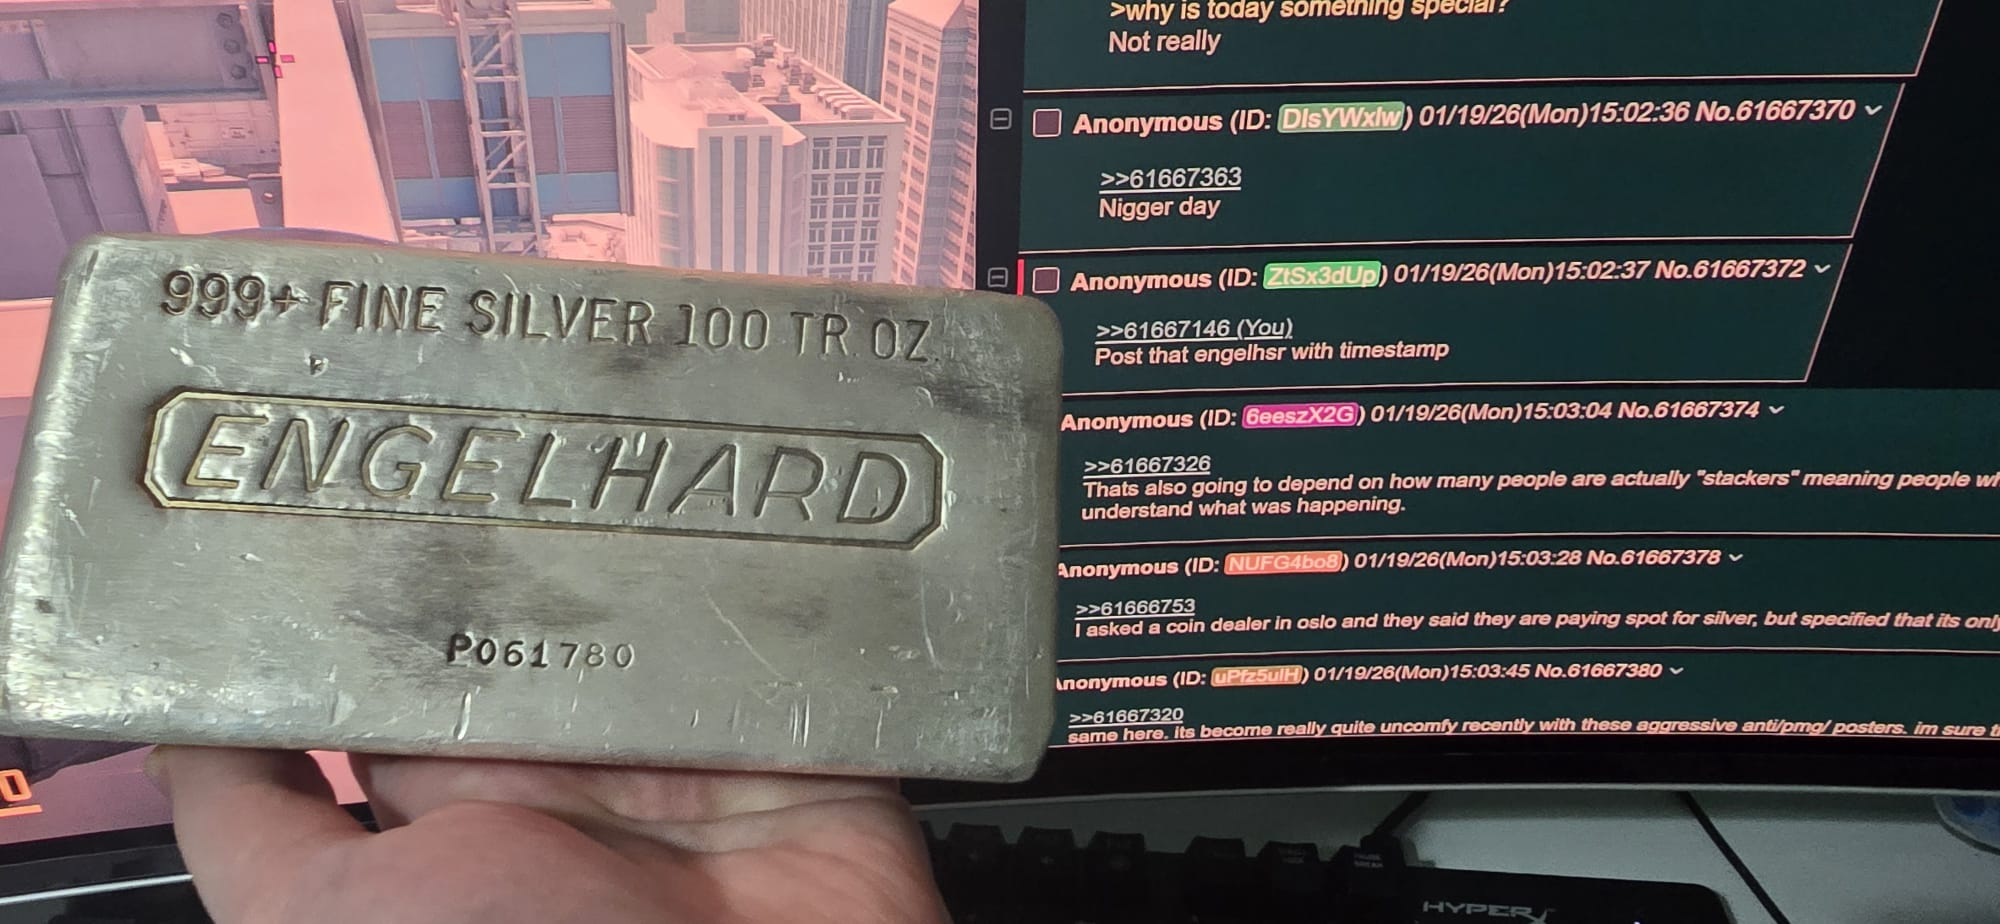 999+ FINE SILVER 100 TR. OZ.
ENGELHARD
P061780
>why is today something special?
Not really
Anonymous (ID: DIsYWxlw) 01/19/26(Mon)15:02:36 No.61667370
>>61667363
Nigger day
Anonymous (ID: ZtSx3dUp) 01/19/26(Mon)15:02:37 No.61667372
>>61667146 (You)
Post that engelhsr with timestamp
Anonymous (ID: 6eeszX2G) 01/19/26(Mon)15:03:04 No.61667374
>>61667326
Thats also going to depend on how many people are actually "stackers" meaning people
understand what was happening.
Anonymous (ID: NUFG4bo8) 01/19/26(Mon)15:03:28 No.61667378
>>61666753
I asked a coin dealer in oslo and they said they are paying spot for silver, but specified that its only
Anonymous (ID: uPfz5ulH) 01/19/26(Mon)15:03:45 No.61667380
>>61667320
same here. its become really quite uncomfy recently with these aggressive anti/pmg/ posters. im sure
HYPERX